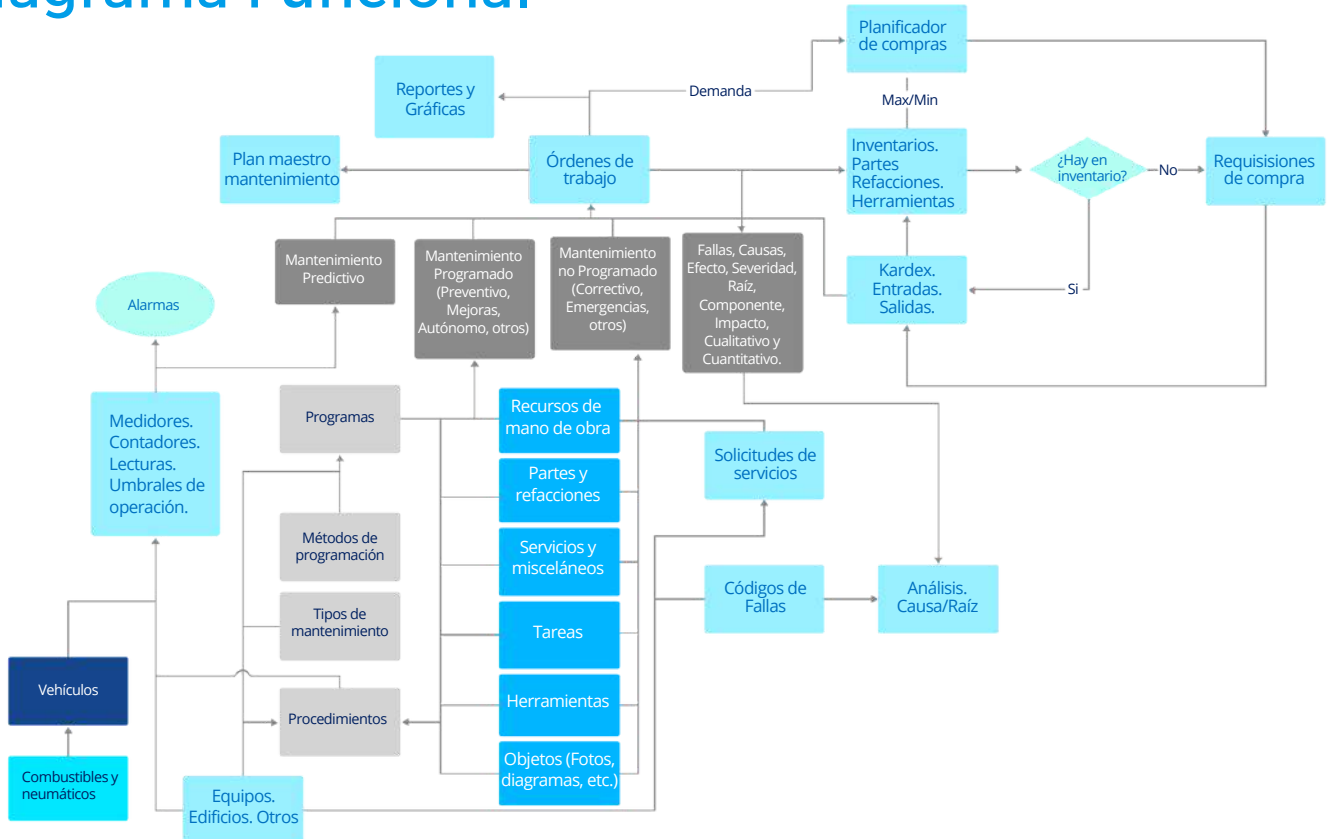 iagrama Funcional
Planificador
de compras
Reportes y
Gráficas
Demanda
Max/Min
Plan maestro
mantenimiento
Órdenes de
trabajo
Inventarios.
Partes
Refacciones.
Herramientas
¿Hay en
inventario?
No
Requisisiones
de compra
Mantenimiento
Predictivo
Mantenimiento
Programado
(Preventivo,
Mejoras,
Autónomo, otros)
Mantenimiento
no Programado
(Correctivo,
Emergencias,
otros)
Fallas, Causas,
Efecto, Severidad,
Raíz,
Componente,
Impacto,
Cualitativo y
Cuantitativo.
Kardex.
Entradas.
Salidas.
Si
Alarmas
Medidores.
Contadores.
Lecturas.
Umbrales de
operación.
Programas
Recursos de
mano de obra
Solicitudes de
servicios
Partes y
refacciones
Métodos de
programación
Servicios y
misceláneos
Códigos de
Fallas
Análisis.
Causa/Raíz
Tipos de
mantenimiento
Tareas
Vehículos
Procedimientos
Herramientas
Combustibles y
neumáticos
Equipos.
Edificios. Otros
Objetos (Fotos,
diagramas, etc.)